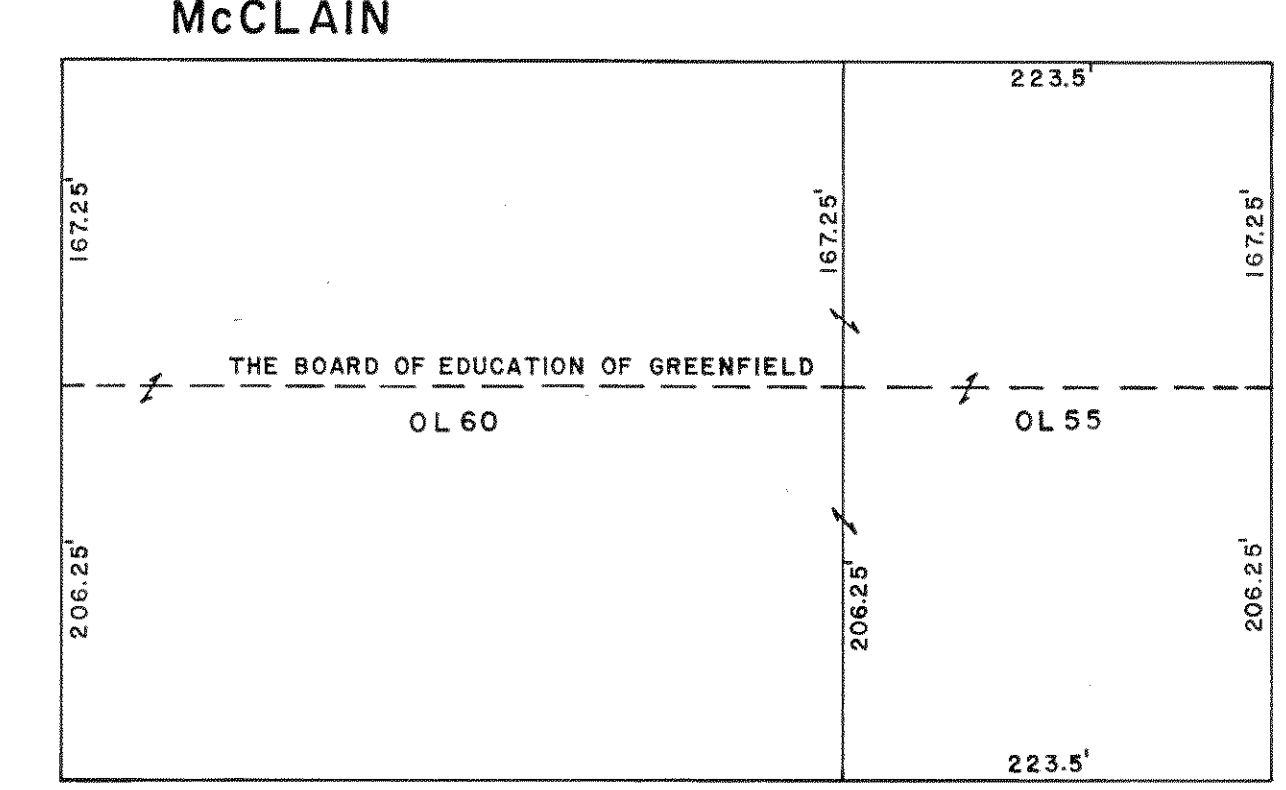 McCLAIN
223.5'
167.25'
167.25'
167.25'
THE BOARD OF EDUCATION OF GREENFIELD
OL 60
OL 55
206.25'
206.25'
206.25'
223.5'